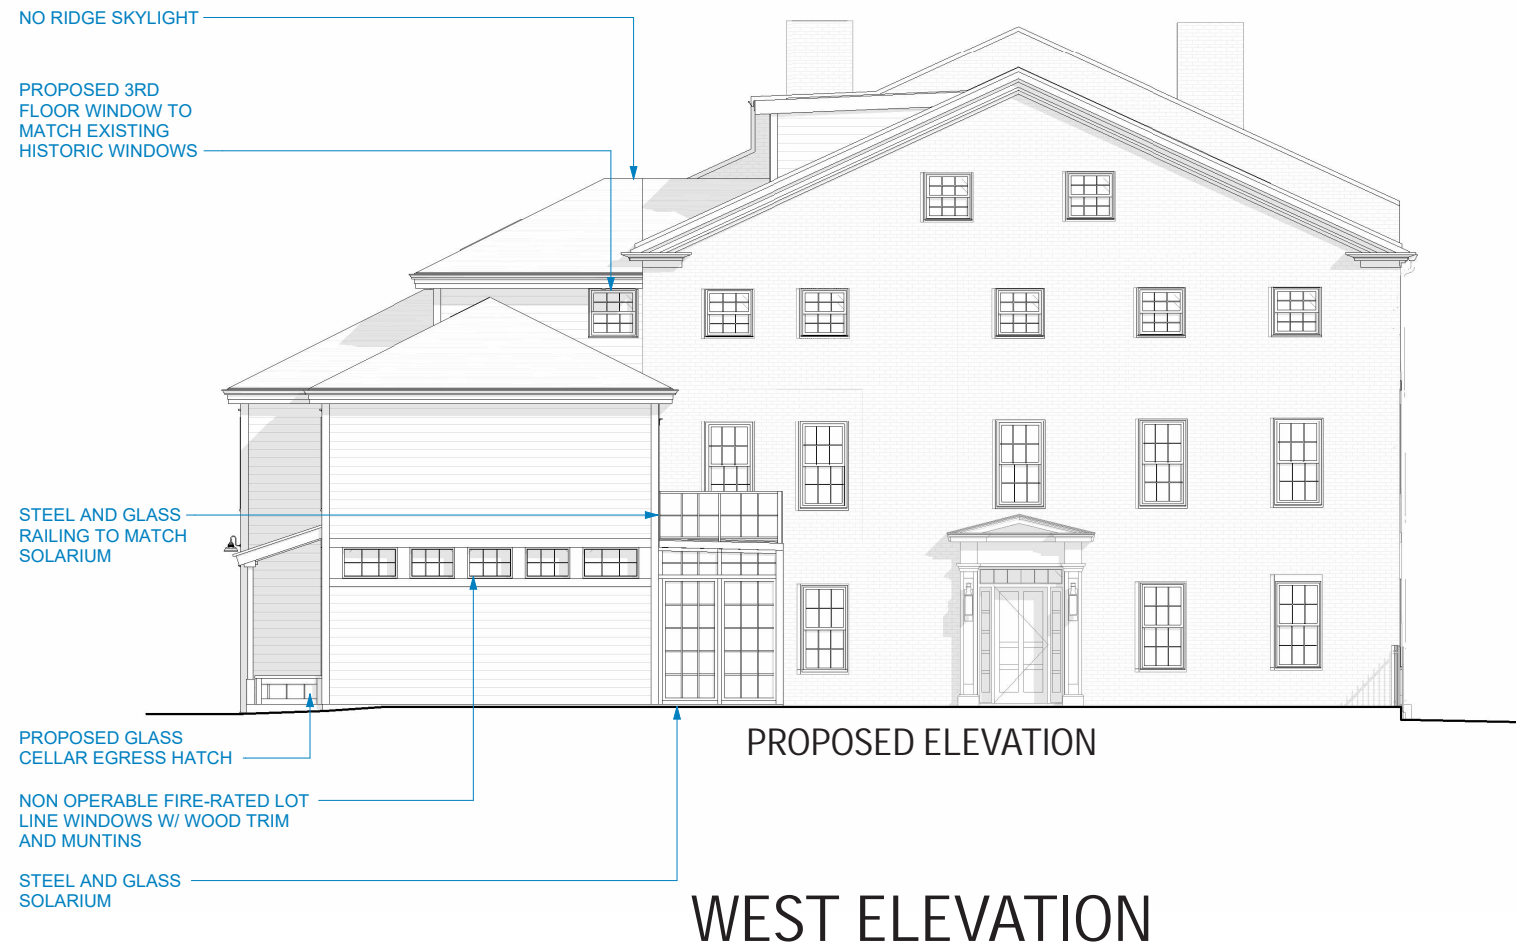 NO RIDGE SKYLIGHT
PROPOSED 3RD
FLOOR WINDOW TO
MATCH EXISTING
HISTORIC WINDOWS
STEEL AND GLASS
RAILING TO MATCH
SOLARIUM
PROPOSED GLASS
CELLAR EGRESS HATCH
NON OPERABLE FIRE-RATED LOT
LINE WINDOWS W/ WOOD TRIM
AND MUNTINS
STEEL AND GLASS
SOLARIUM
PROPOSED ELEVATION
WEST ELEVATION